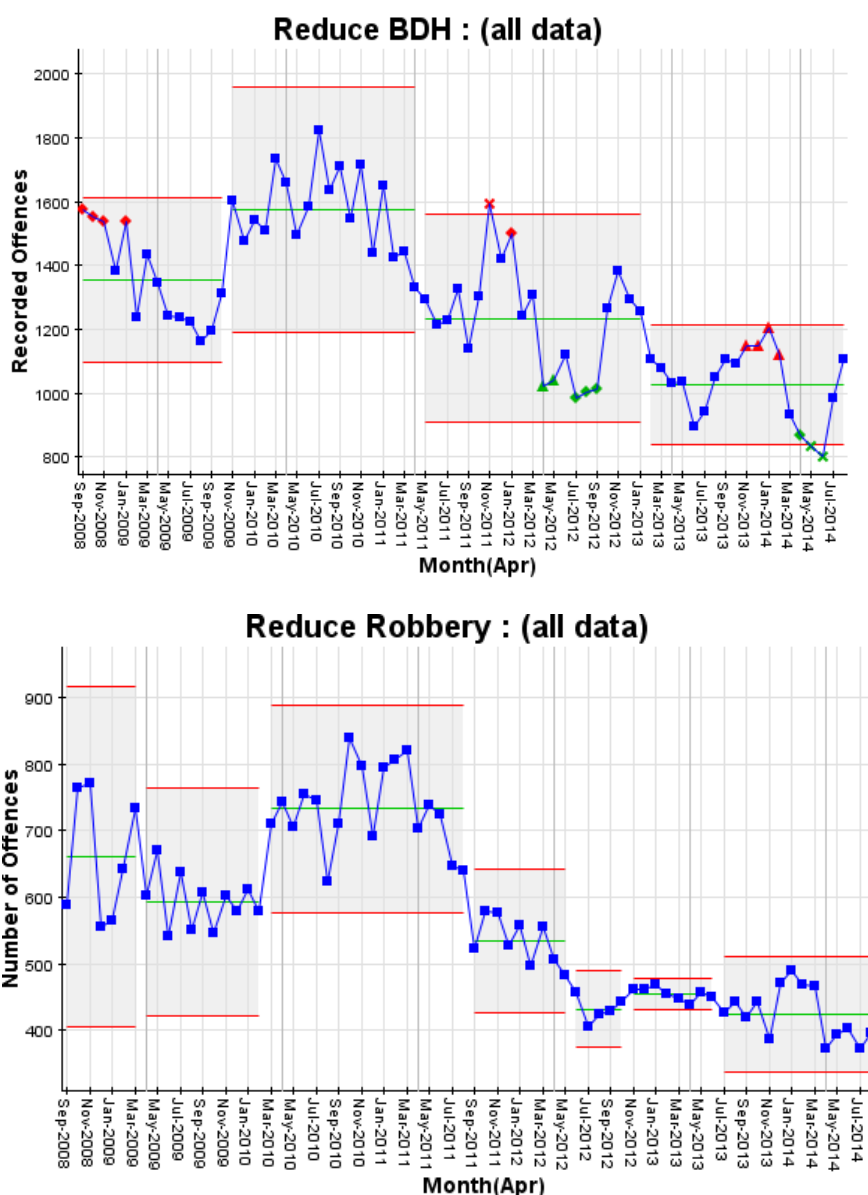 Reduce BDH : (all data)
Recorded Offences
2000
1800
1600
1400
1200
1000
800
Sep-2008
Nov-2008
Jan-2009
Mar-2009
May-2009
Jul-2009
Sep-2009
Nov-2009
Jan-2010
Mar-2010
May-2010
Jul-2010
Sep-2010
Nov-2010
Jan-2011
Mar-2011
May-2011
Jul-2011
Sep-2011
Nov-2011
Jan-2012
Mar-2012
May-2012
Jul-2012
Sep-2012
Nov-2012
Jan-2013
Mar-2013
May-2013
Jul-2013
Sep-2013
Nov-2013
Jan-2014
Mar-2014
May-2014
Jul-2014
Month(Apr)
Reduce Robbery : (all data)
Number of Offences
900
800
700
600
500
400
Sep-2008
Nov-2008
Jan-2009
Mar-2009
May-2009
Jul-2009
Sep-2009
Nov-2009
Jan-2010
Mar-2010
May-2010
Jul-2010
Sep-2010
Nov-2010
Jan-2011
Mar-2011
May-2011
Jul-2011
Sep-2011
Nov-2011
Jan-2012
Mar-2012
May-2012
Jul-2012
Sep-2012
Nov-2012
Jan-2013
Mar-2013
May-2013
Jul-2013
Sep-2013
Nov-2013
Jan-2014
Mar-2014
May-2014
Jul-2014
Month(Apr)